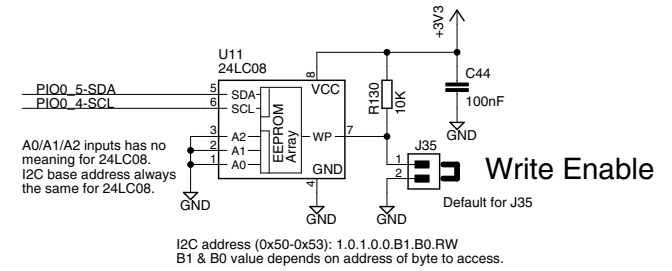 +3V3
U11
24LC08
8
VCC
R130
10K
C44
100nF
GND
PIO0_5-SDA
5
SDA
PIO0_4-SCL
6
SCL
EEPROM
Array
WP
7
3
A2
2
A1
1
A0
GND
4
J35
1
2
Write Enable
Default for J35
A0/A1/A2 inputs has no
meaning for 24LC08.
I2C base address always
the same for 24LC08.
GND
GND
GND
I2C address (0x50-0x53): 1.0.1.0.0.B1.B0.RW
B1 & B0 value depends on address of byte to access.